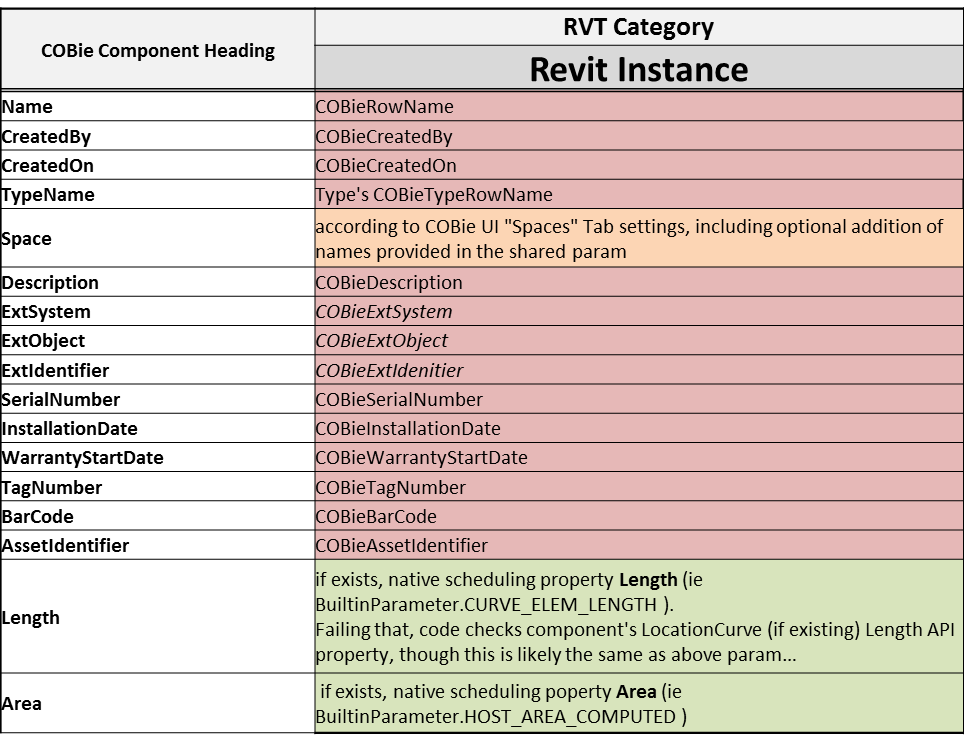 COBie Component Heading
RVT Category
Revit Instance
Name
COBieRowName
CreatedBy
COBieCreatedBy
CreatedOn
COBieCreatedOn
TypeName
Type's COBieTypeRowName
Space
according to COBie UI "Spaces" Tab settings, including optional addition of
names provided in the shared param
Description
COBieDescription
ExtSystem
COBieExtSystem
ExtObject
COBieExtObject
ExtIdentifier
COBieExtIdenitier
SerialNumber
COBieSerialNumber
InstallationDate
COBieInstallationDate
WarrantyStartDate
COBieWarrantyStartDate
TagNumber
COBieTagNumber
BarCode
COBieBarCode
AssetIdentifier
COBieAssetIdentifier
Length
if exists, native scheduling property Length (ie
BuiltinParameter.CURVE_ELEM_LENGTH ).
Failing that, code checks component's LocationCurve (if existing) Length API
property, though this is likely the same as above param...
Area
if exists, native scheduling poperty Area (ie
BuiltinParameter.HOST_AREA_COMPUTED )